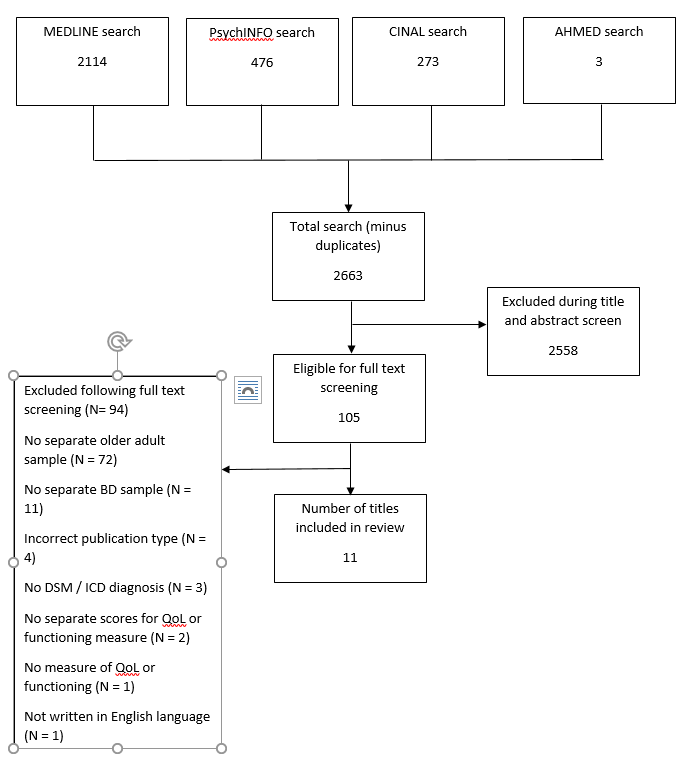 MEDLINE search
2114
PsychINFO search
476
CINAL search
273
AHMED search
3
Total search (minus
duplicates)
2663
Excluded during title
and abstract screen
2558
Eligible for full text
screening
105
Excluded following full text
screening (N= 94)
No separate older adult
sample (N = 72)
No separate BD sample (N =
11)
Incorrect publication type (N =
4)
No DSM / ICD diagnosis (N = 3)
No separate scores for QoL or
functioning measure (N = 2)
No measure of QoL or
functioning (N = 1)
Not written in English language
(N = 1)
Number of titles
included in review
11